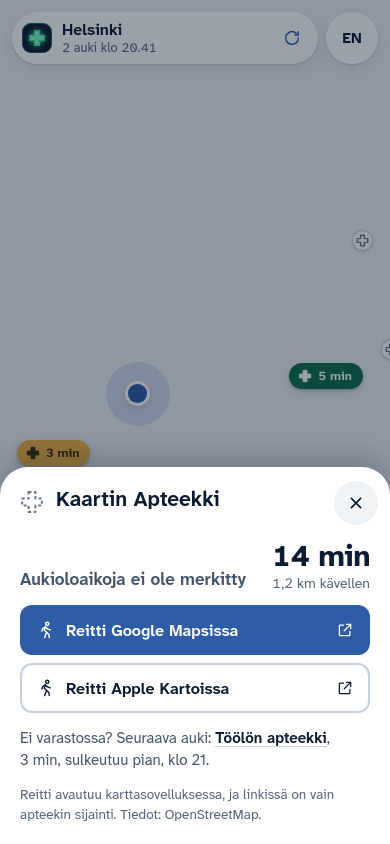 Helsinki
2 auki klo 20.41
EN
5 min
3 min
Kaartin Apteekki
14 min
Aukioloaikoja ei ole merkitty
1,2 km kävellen
Reitti Google Mapsissa
Reitti Apple Kartoissa
Ei varastossa? Seuraava auki: Töölön apteekki,
3 min, sulkeutuu pian, klo 21.
Reitti avautuu karttasovelluksessa, ja linkissä on vain
apteekin sijainti. Tiedot: OpenStreetMap.